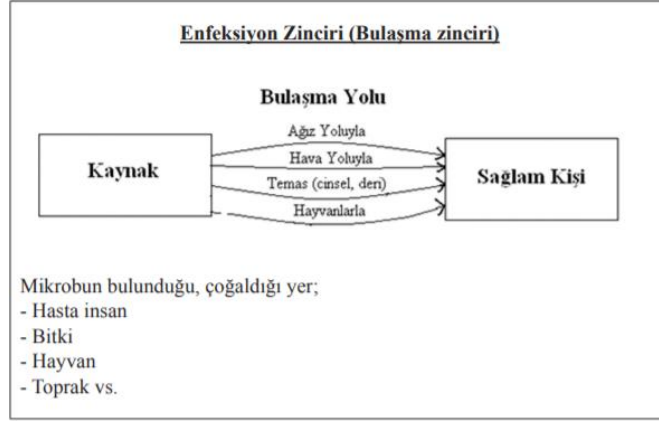 Enfeksiyon Zinciri (Bulaşma zinciri)
Bulaşma Yolu
Kaynak
Ağız Yoluyla
Hava Yoluyla
Temas (cinsel, deri)
Hayvanlarla
Sağlam Kişi
Mikrobun bulunduğu, çoğaldığı yer;
- Hasta insan
- Bitki
- Hayvan
- Toprak vs.